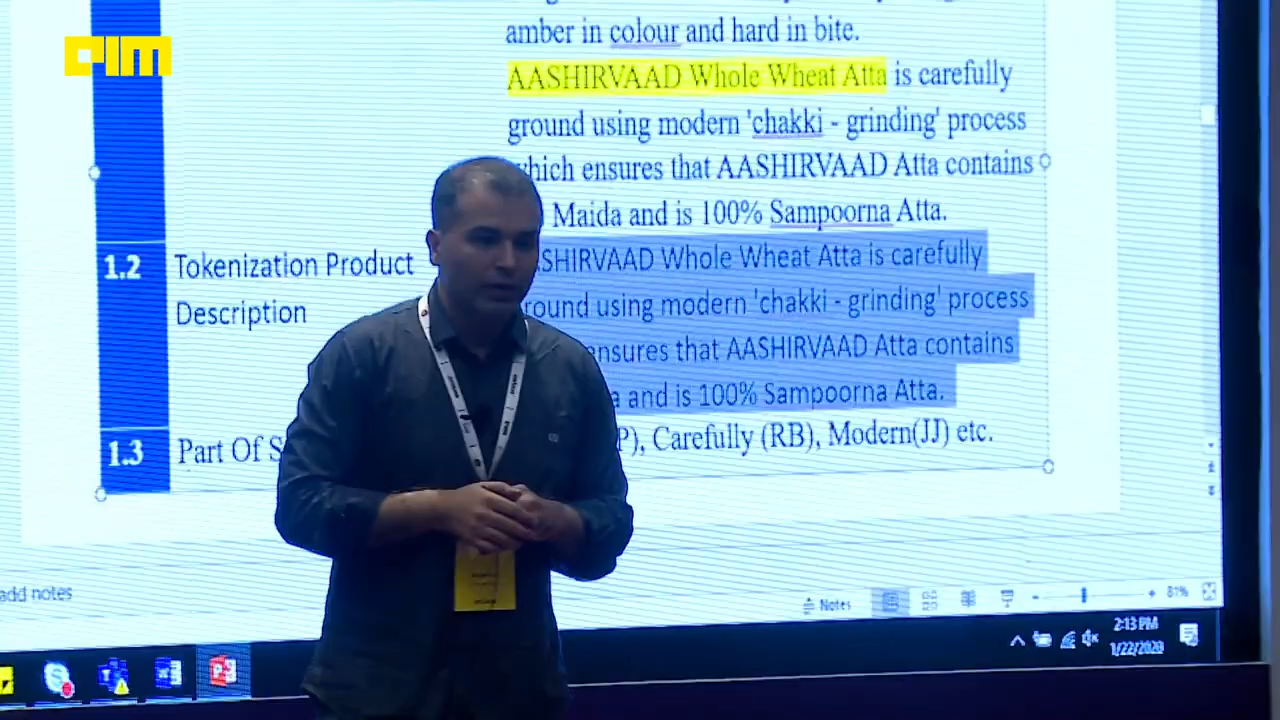 AIM
amber in colour and hard in bite.
AASHIRVAAD Whole Wheat Atta is carefully
ground using modern 'chakki - grinding' process
which ensures that AASHIRVAAD Atta contains
Maida and is 100% Sampoorna Atta.
1.2 Tokenization Product
Description
SHIRVAAD Whole Wheat Atta is carefully
round using modern 'chakki - grinding' process
ensures that AASHIRVAAD Atta contains
a and is 100% Sampoorna Atta.
1.3 Part Of S
P), Carefully (RB), Modern(JJ) etc.
add notes
Notes
81%
2:13 PM
1/22/2020